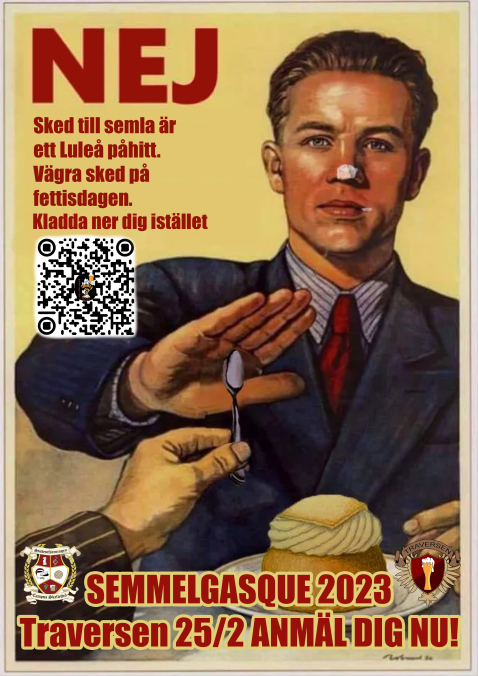 NEJ
Sked till semla är
ett Luleå påhitt.
Vägra sked på
fettisdagen.
Kladda ner dig istället
TRAVERSEN
SEMMELGASQUE 2023
Traversen 25/2 ANMÄL DIG NU!